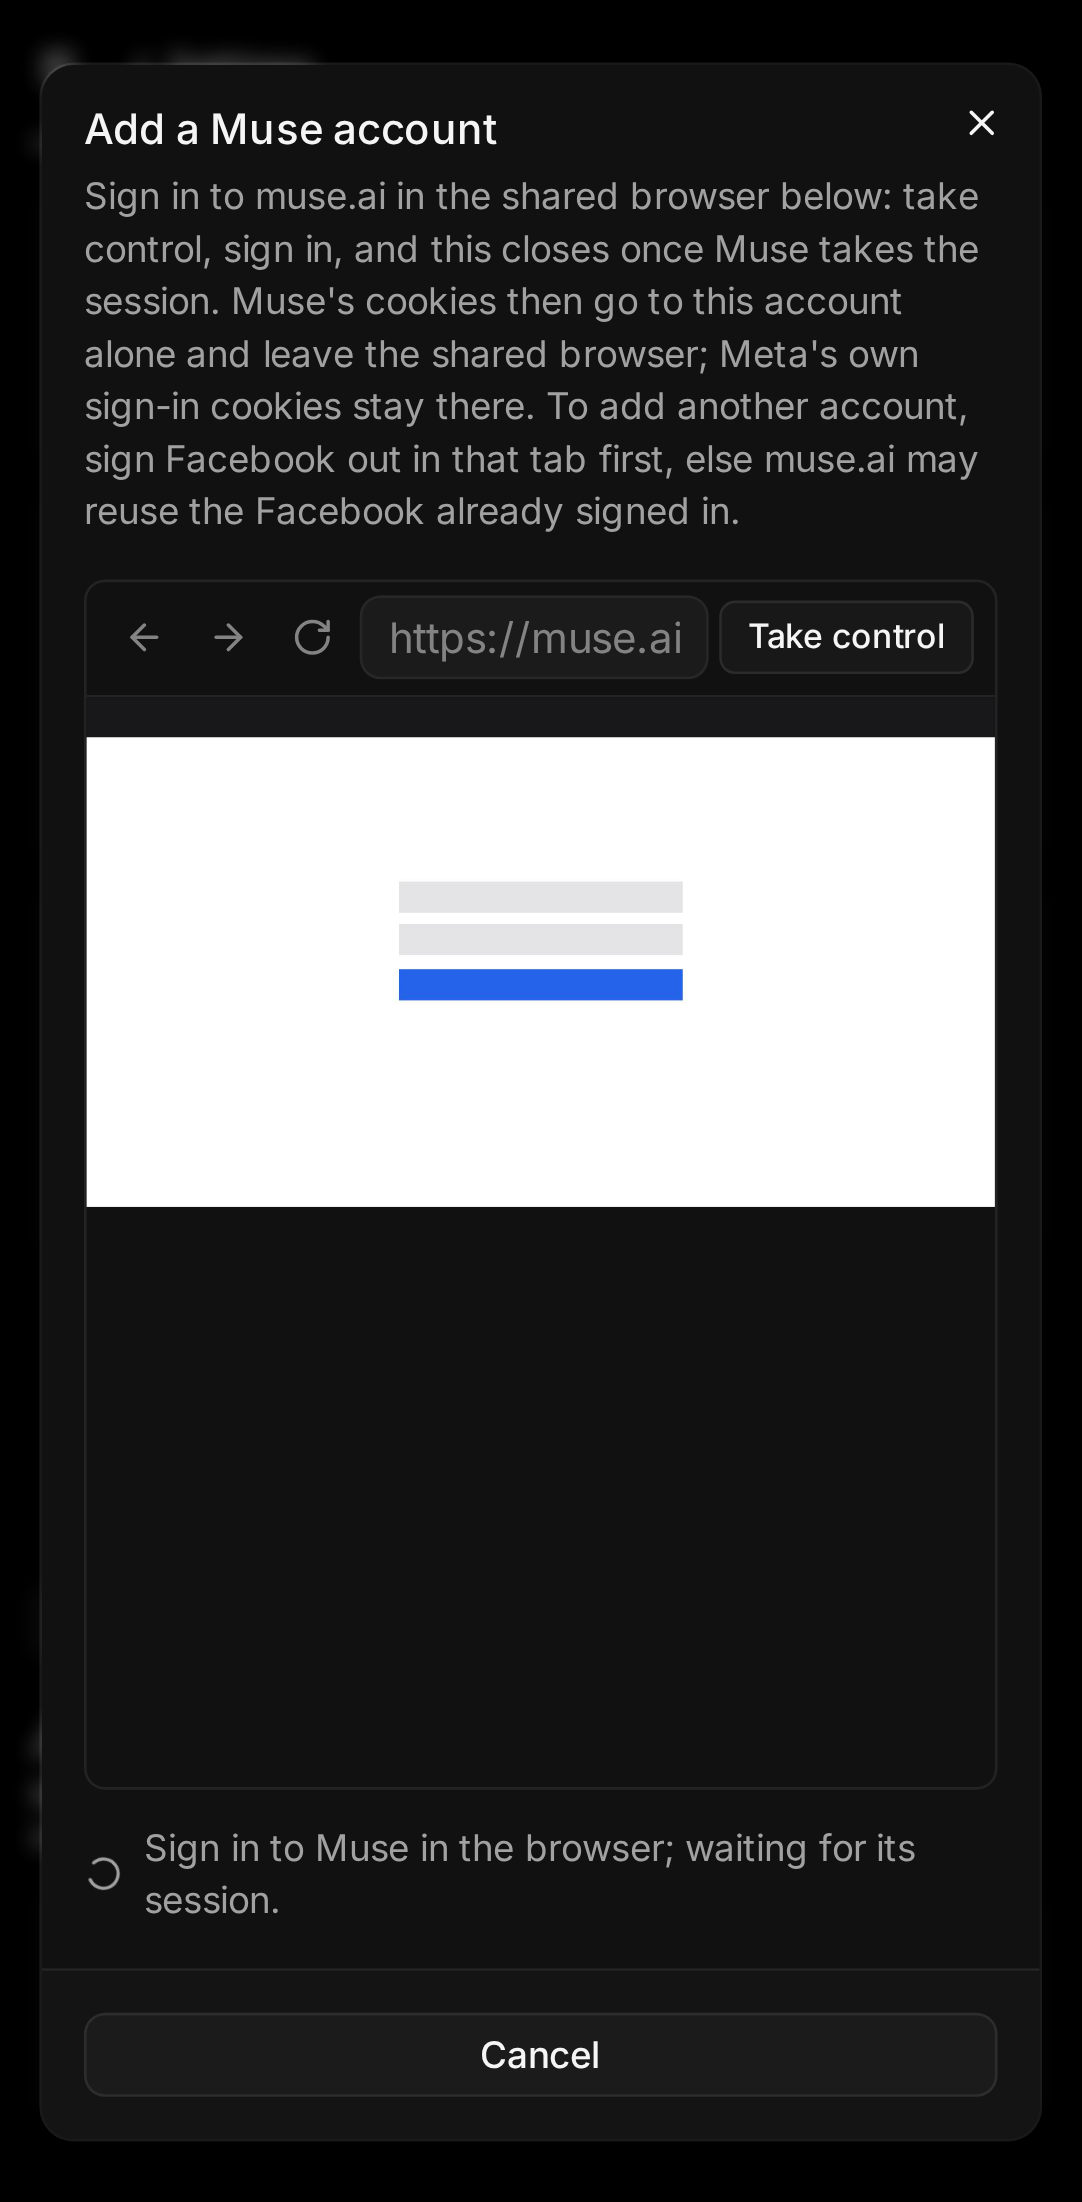 Add a Muse account
Sign in to muse.ai in the shared browser below: take
control, sign in, and this closes once Muse takes the
session. Muse's cookies then go to this account
alone and leave the shared browser; Meta's own
sign-in cookies stay there. To add another account,
sign Facebook out in that tab first, else muse.ai may
reuse the Facebook already signed in.
https://muse.ai
Take control
Sign in to Muse in the browser; waiting for its
session.
Cancel